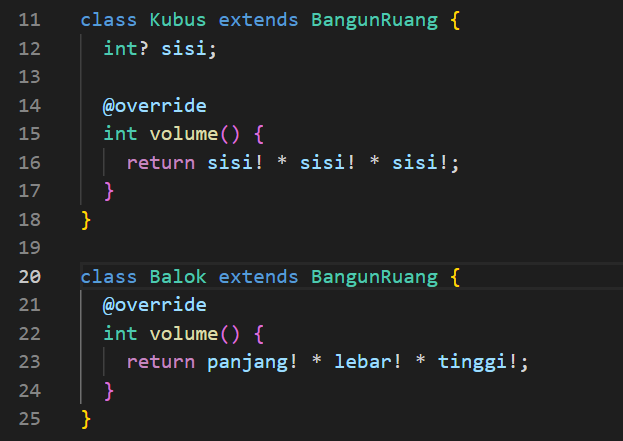 11 class Kubus extends BangunRuang {
12   int? sisi;
13
14   @override
15   int volume() {
16     return sisi! * sisi! * sisi!;
17   }
18 }
19
20 class Balok extends BangunRuang {
21   @override
22   int volume() {
23     return panjang! * lebar! * tinggi!;
24   }
25 }